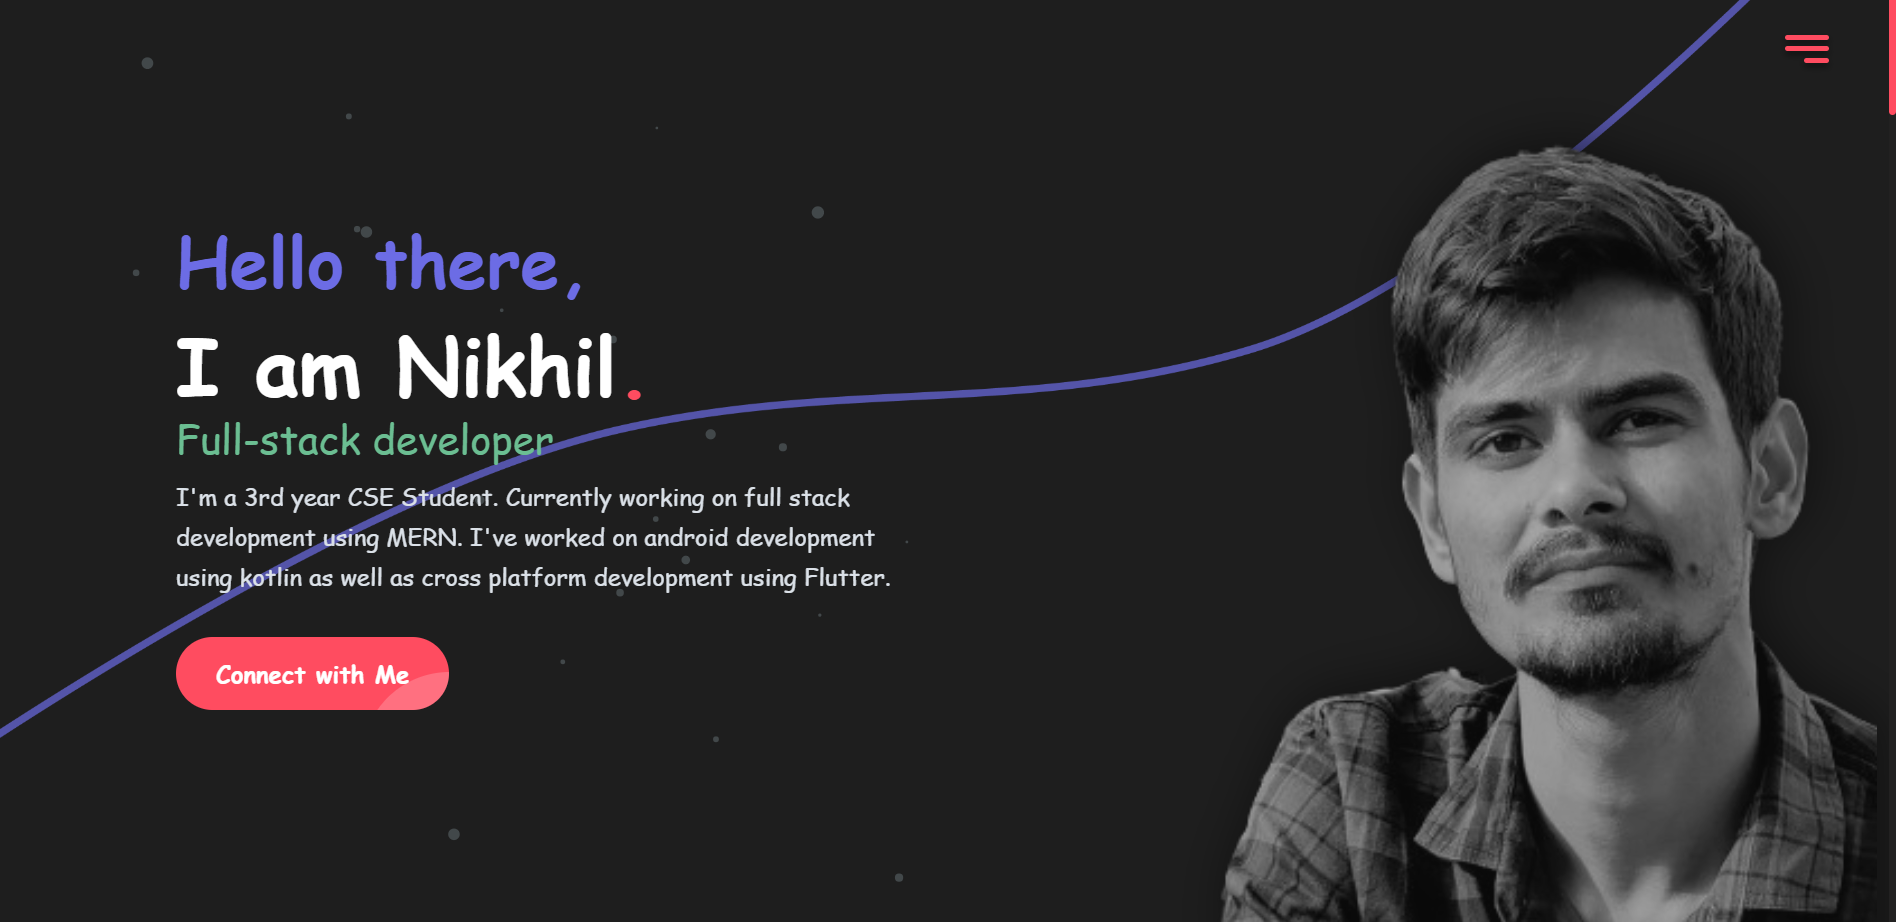 Hello there,
I am Nikhil.
Full-stack developer
I'm a 3rd year CSE Student. Currently working on full stack
development using MERN. I've worked on android development
using kotlin as well as cross platform development using Flutter.
Connect with Me